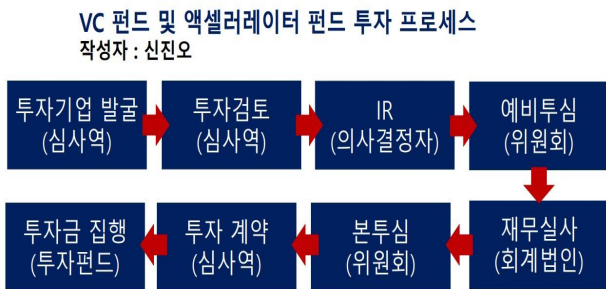 VC 펀드 및 액셀러레이터 펀드 투자 프로세스
작성자 : 신진오
투자기업 발굴
(심사역)
투자검토
(심사역)
IR
(의사결정자)
예비투심
(위원회)
재무실사
(회계법인)
본투심
(위원회)
투자 계약
(심사역)
투자금 집행
(투자펀드)